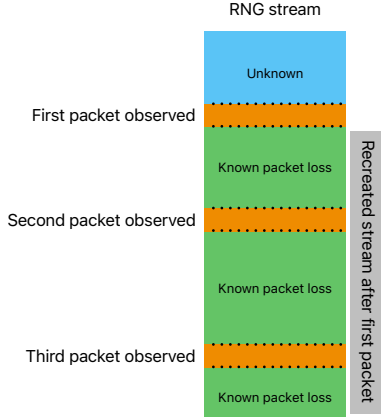 RNG stream
Unknown
First packet observed
Known packet loss
Second packet observed
Known packet loss
Third packet observed
Known packet loss
Recreated stream after first packet